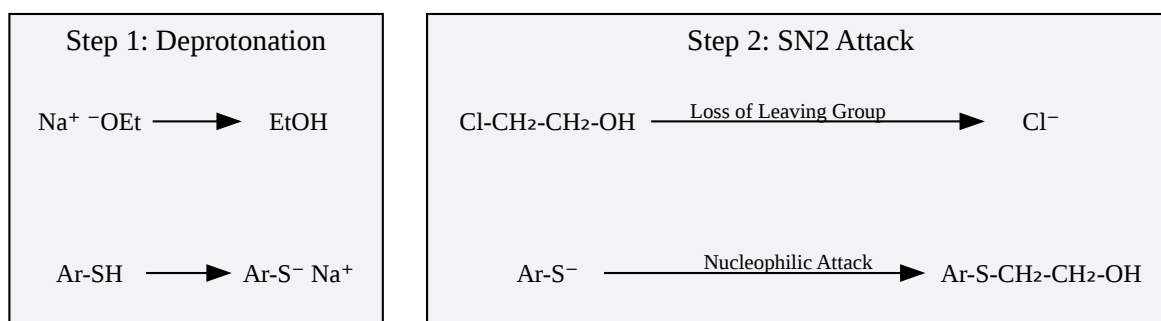 Step 1: Deprotonation
Na⁺ ⁻OEt EtOH
Ar-SH Ar-S⁻ Na⁺
Step 2: SN2 Attack
Cl-CH₂-CH₂-OH Loss of Leaving Group Cl⁻
Ar-S⁻ Nucleophilic Attack Ar-S-CH₂-CH₂-OH